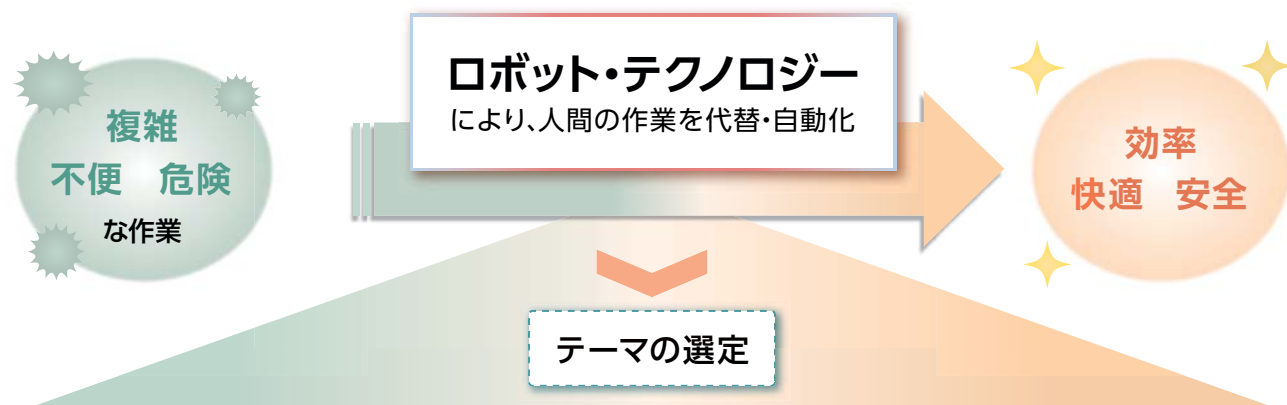 複雑
不便　危険
な作業
ロボット・テクノロジー
により、人間の作業を代替・自動化
効率
快適　安全
テーマの選定